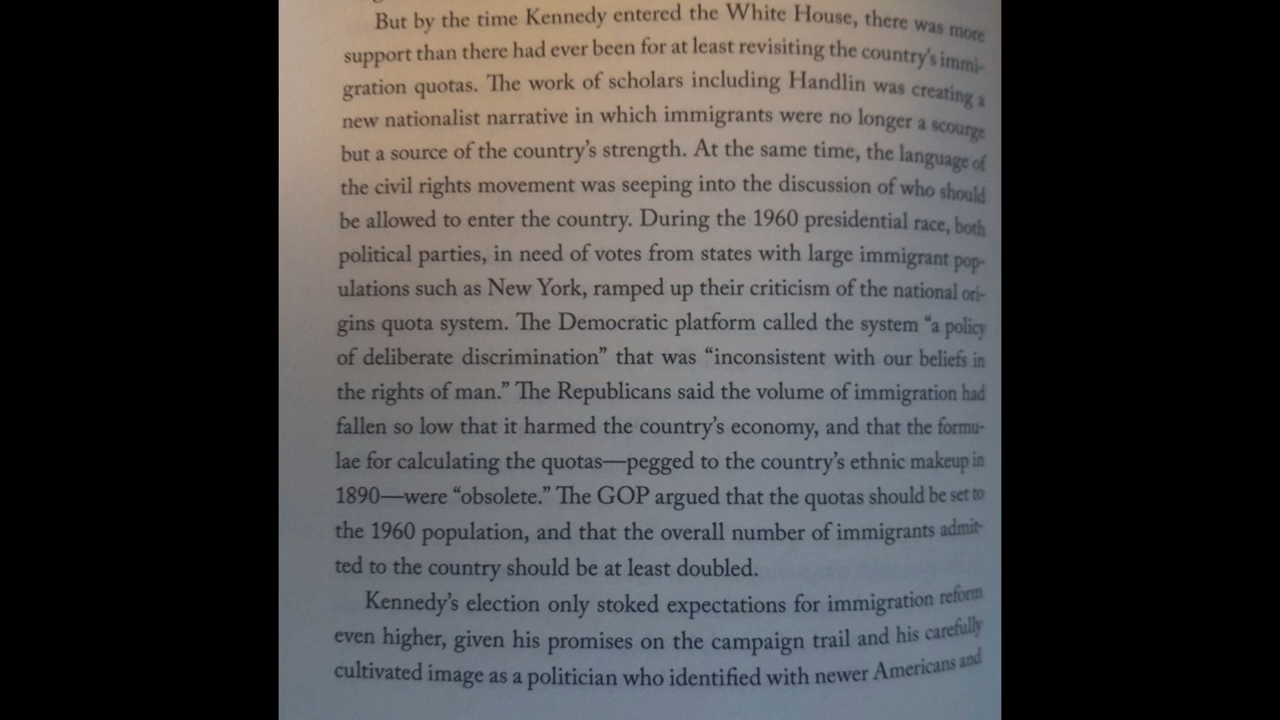 But by the time Kennedy entered the White House, there was more
support than there had ever been for at least revisiting the country's immi-
gration quotas. The work of scholars including Handlin was creating a
new nationalist narrative in which immigrants were no longer a scourge
but a source of the country's strength. At the same time, the language of
the civil rights movement was seeping into the discussion of who should
be allowed to enter the country. During the 1960 presidential race, both
political parties, in need of votes from states with large immigrant pop-
ulations such as New York, ramped up their criticism of the national ori-
gins quota system. The Democratic platform called the system “a policy
of deliberate discrimination” that was “inconsistent with our beliefs in
the rights of man.” The Republicans said the volume of immigration had
fallen so low that it harmed the country's economy, and that the formu-
lae for calculating the quotas—pegged to the country's ethnic makeup in
1890—were “obsolete.” The GOP argued that the quotas should be set to
the 1960 population, and that the overall number of immigrants admit-
ted to the country should be at least doubled.
Kennedy's election only stoked expectations for immigration reform
even higher, given his promises on the campaign trail and his carefully
cultivated image as a politician who identified with newer Americans and